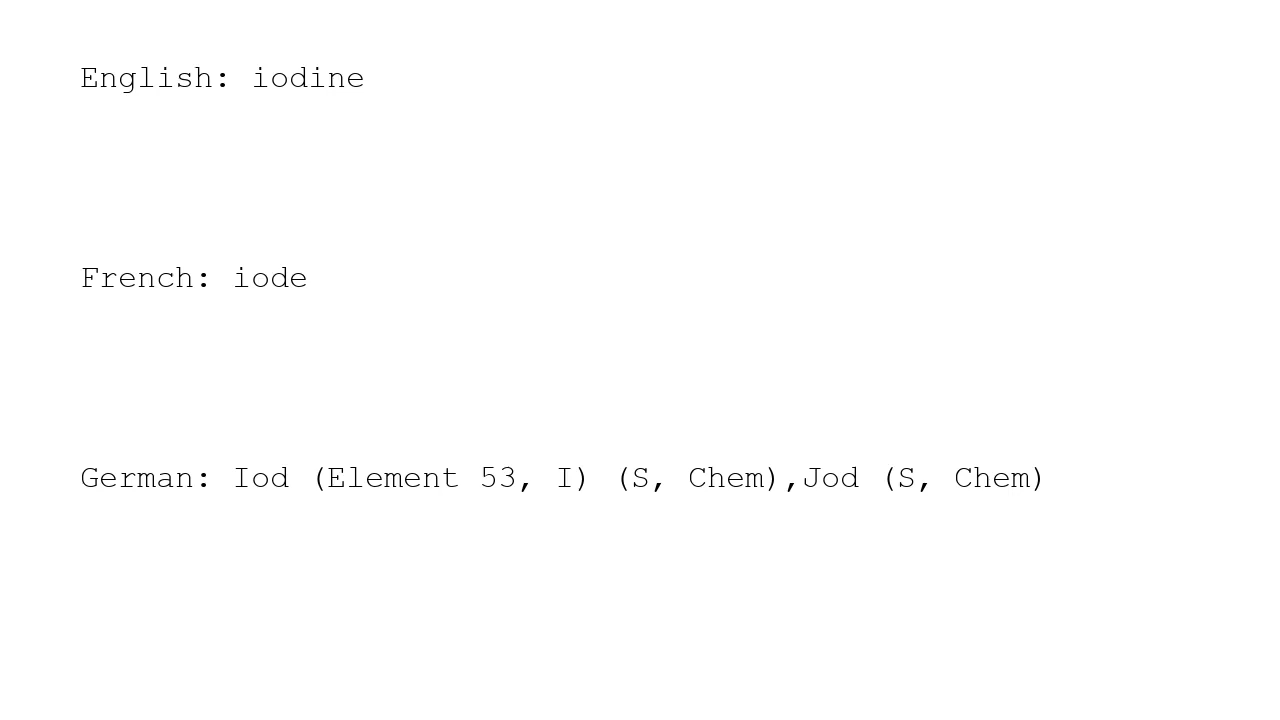 English: iodine
French: iode
German: Iod (Element 53, I) (S, Chem),Jod (S, Chem)